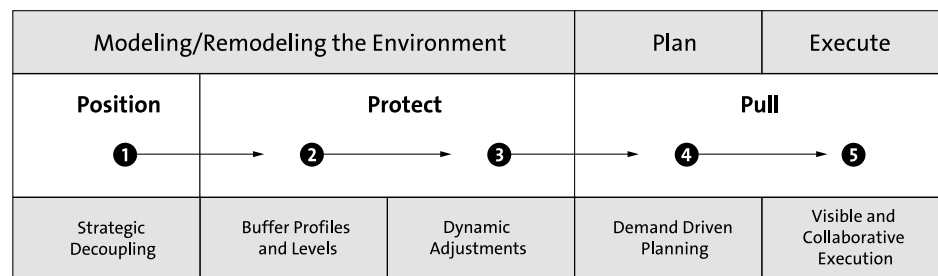 Modeling/Remodeling the Environment
Plan
Execute
Position
Protect
Pull
1
2
3
4
5
Strategic
Decoupling
Buffer Profiles
and Levels
Dynamic
Adjustments
Demand Driven
Planning
Visible and
Collaborative
Execution